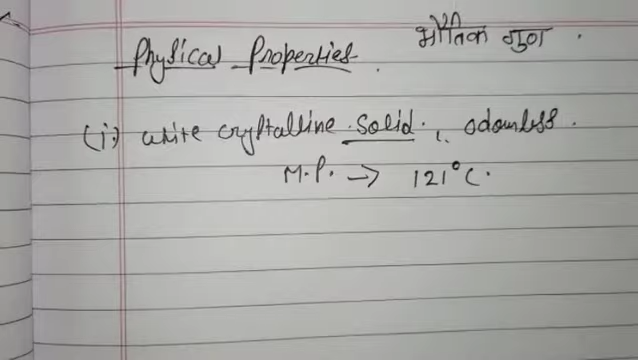 Physical Properties. भौतिक गुण .
(i) white crystalline solid., odourless.
M.P. → 121°C.